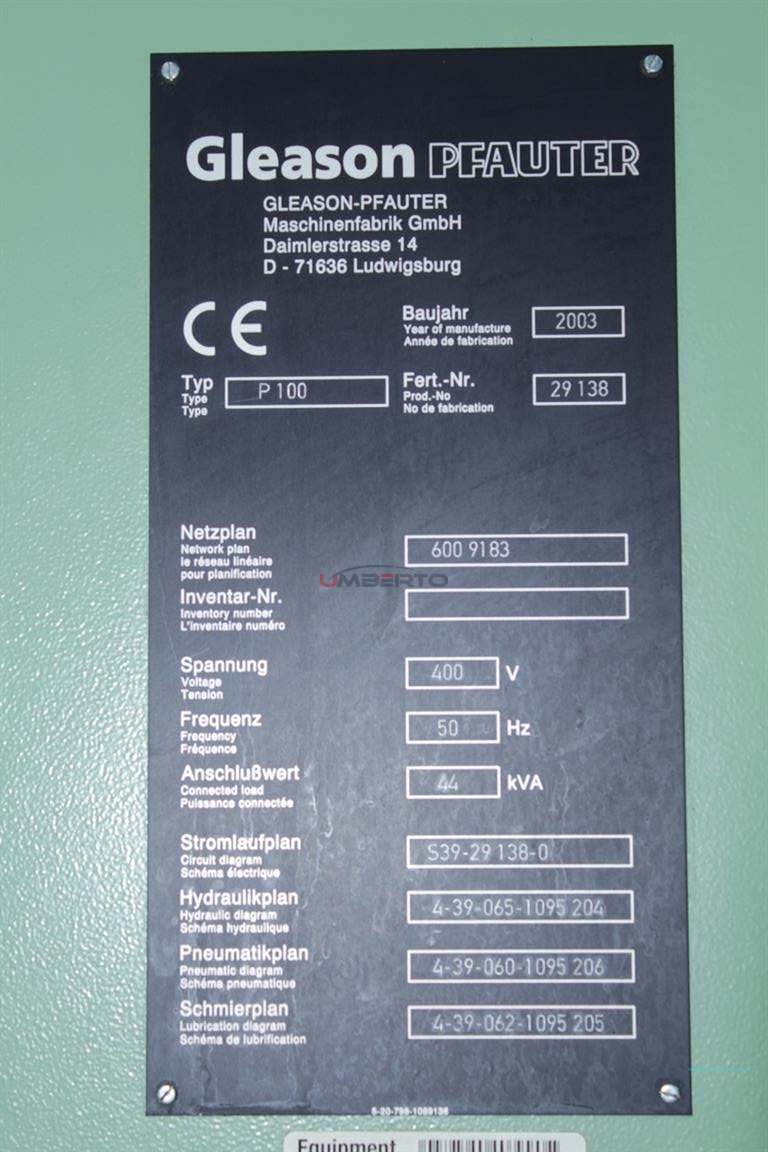 Gleason PFAUTER
GLEASON-PFAUTER
Maschinenfabrik GmbH
Daimlerstrasse 14
D - 71636 Ludwigsburg
CE
Baujahr
Year of manufacture
Année de fabrication
2003
Typ
Type
Type
P 100
Fert.-Nr.
Prod.-No
No de fabrication
29 138
Netzplan
Network plan
le réseau linéaire
pour planification
600 9183
UMBERTO
Inventar-Nr.
Inventory number
L'inventaire numéro
Spannung
Voltage
Tension
400 V
Frequenz
Frequency
Fréquence
50 Hz
Anschlußwert
Connected load
Puissance connectée
44 kVA
Stromlaufplan
Circuit diagram
Schéma électrique
S39-29 138-0
Hydraulikplan
Hydraulic diagram
Schéma hydraulique
4-39-065-1095 204
Pneumatikplan
Pneumatic diagram
Schéma pneumatique
4-39-060-1095 206
Schmierplan
Lubrication diagram
Schéma de lubrification
4-39-062-1095 205
Equipment